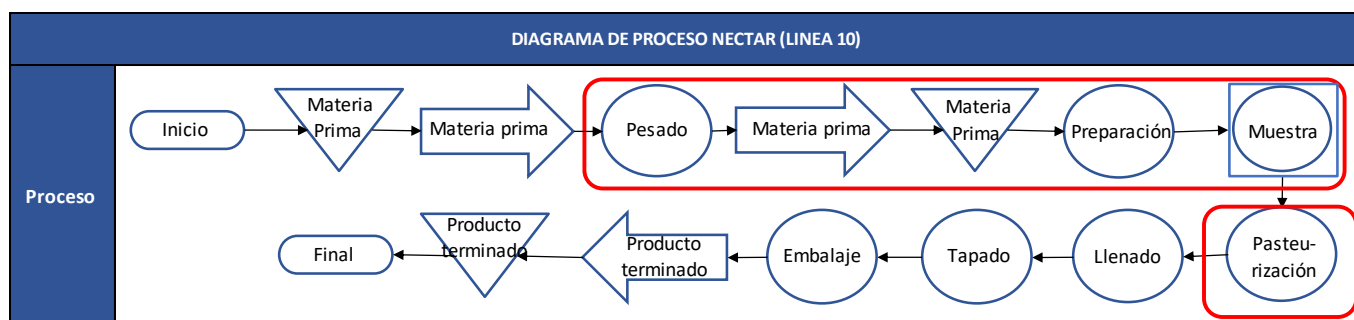 DIAGRAMA DE PROCESO NECTAR (LINEA 10)
Proceso
Inicio
Materia
Prima
Materia prima
Pesado
Materia prima
Materia
Prima
Preparación
Muestra
Final
Producto
terminado
Producto
terminado
Embalaje
Tapado
Llenado
Pasteu-
rización